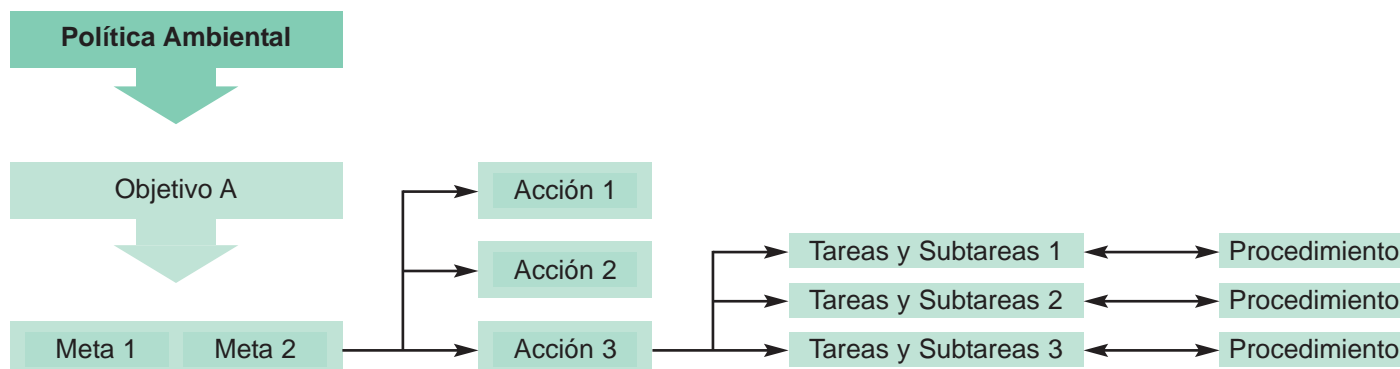 Política Ambiental
Objetivo A
Acción 1
Acción 2
Tareas y Subtareas 1
Procedimiento
Tareas y Subtareas 2
Procedimiento
Meta 1
Meta 2
Acción 3
Tareas y Subtareas 3
Procedimiento